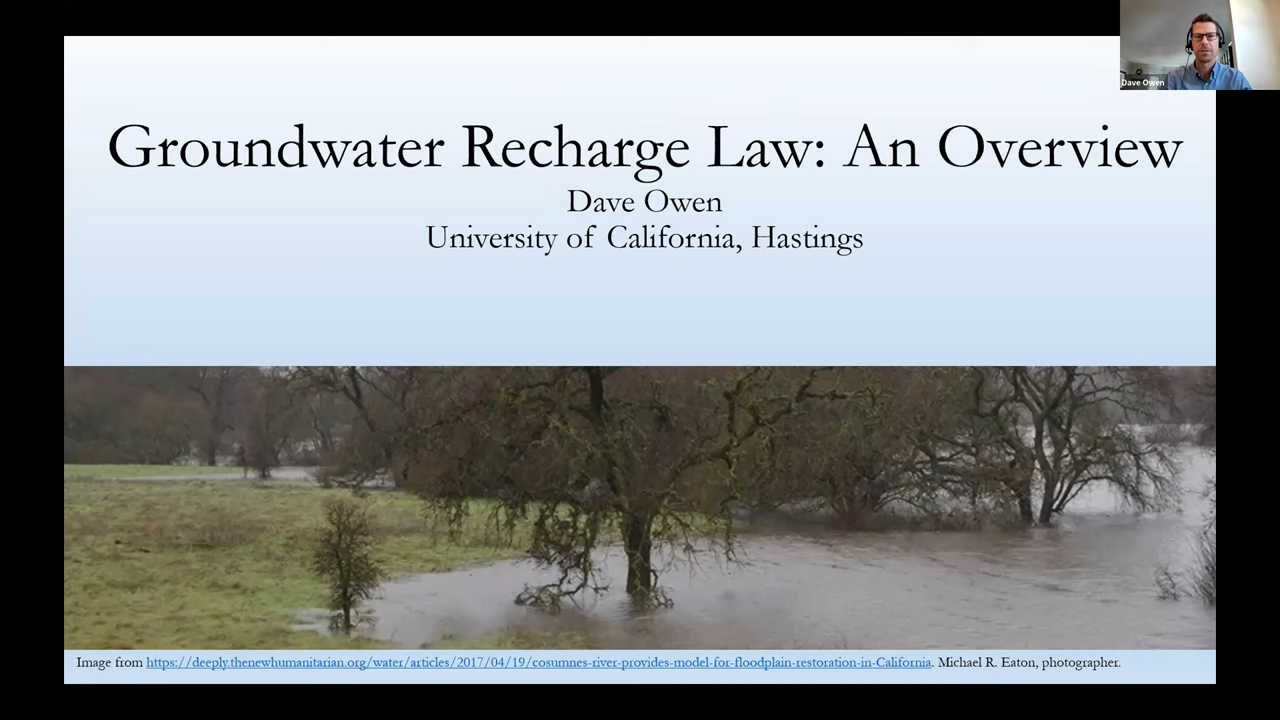 Dave Owen
Groundwater Recharge Law: An Overview
Dave Owen
University of California, Hastings
Image from https://deeply.thenewhumanitarian.org/water/articles/2017/04/19/cosumnes-river-provides-model-for-floodplain-restoration-in-California. Michael R. Eaton, photographer.